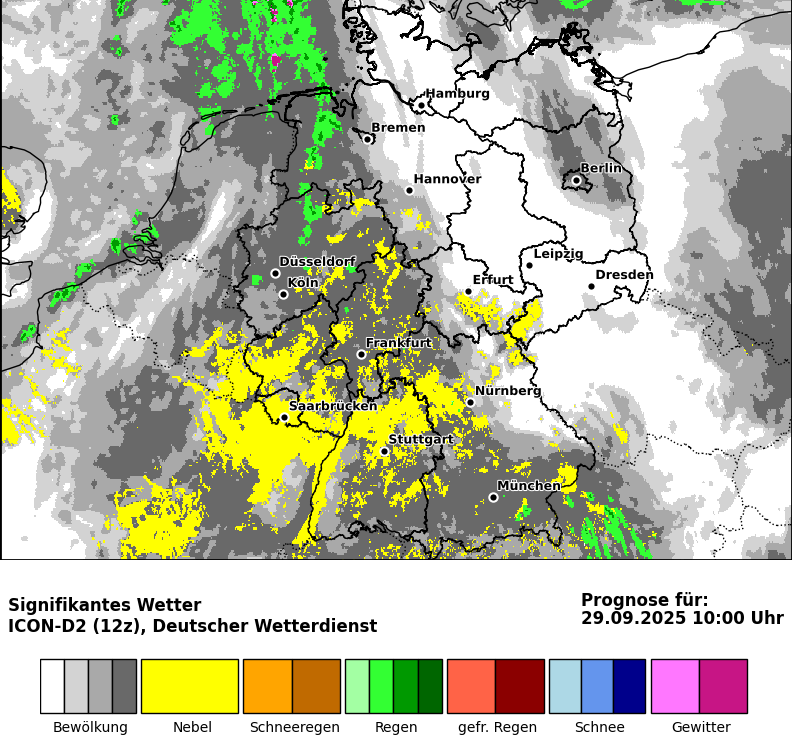 Hamburg
Bremen
Berlin
Hannover
Leipzig
Düsseldorf
Dresden
Erfurt
Köln
Frankfurt
Nürnberg
Saarbrücken
Stuttgart
München
Signifikantes Wetter
ICON-D2 (12z), Deutscher Wetterdienst
Prognose für:
29.09.2025 10:00 Uhr
Bewölkung Nebel Schneeregen Regen gefr. Regen Schnee Gewitter